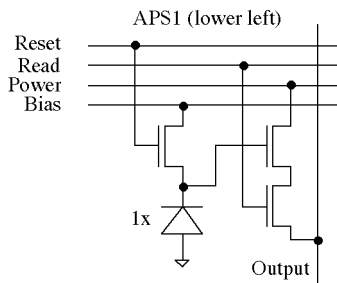 APS1 (lower left)
Reset
Read
Power
Bias
1x
Output